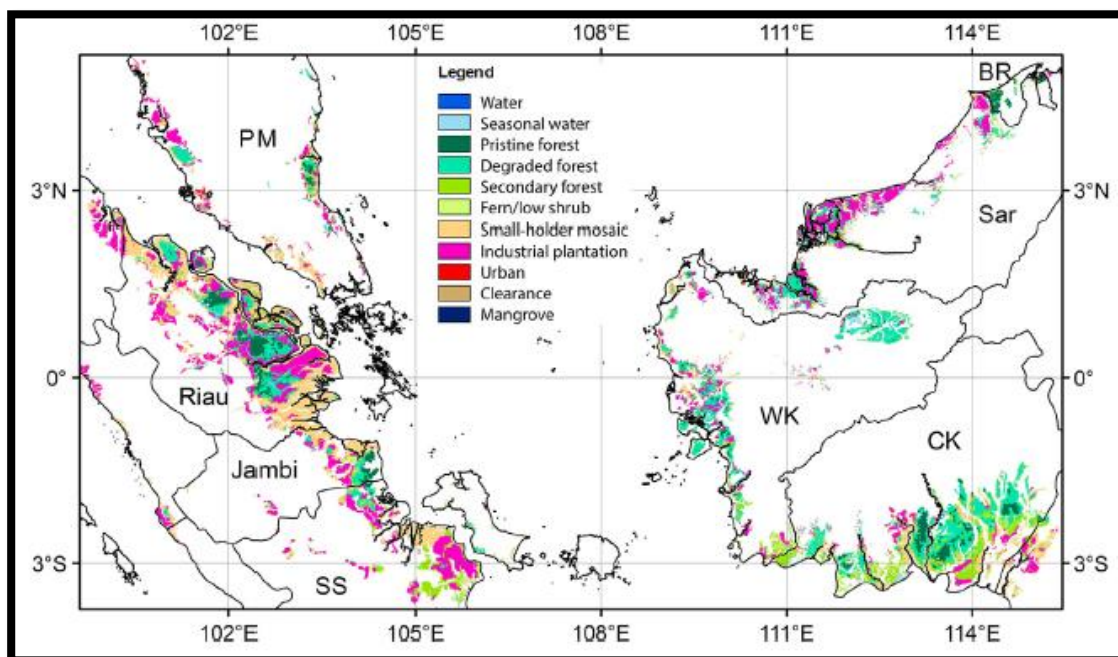 102°E 105°E 108°E 111°E 114°E
Legend
Water
Seasonal water
Pristine forest
Degraded forest
Secondary forest
Fern/low shrub
Small-holder mosaic
Industrial plantation
Urban
Clearance
Mangrove
BR
PM
3°N 3°N
Sar
0° 0°
Riau
WK
CK
Jambi
3°S 3°S
SS
102°E 105°E 108°E 111°E 114°E